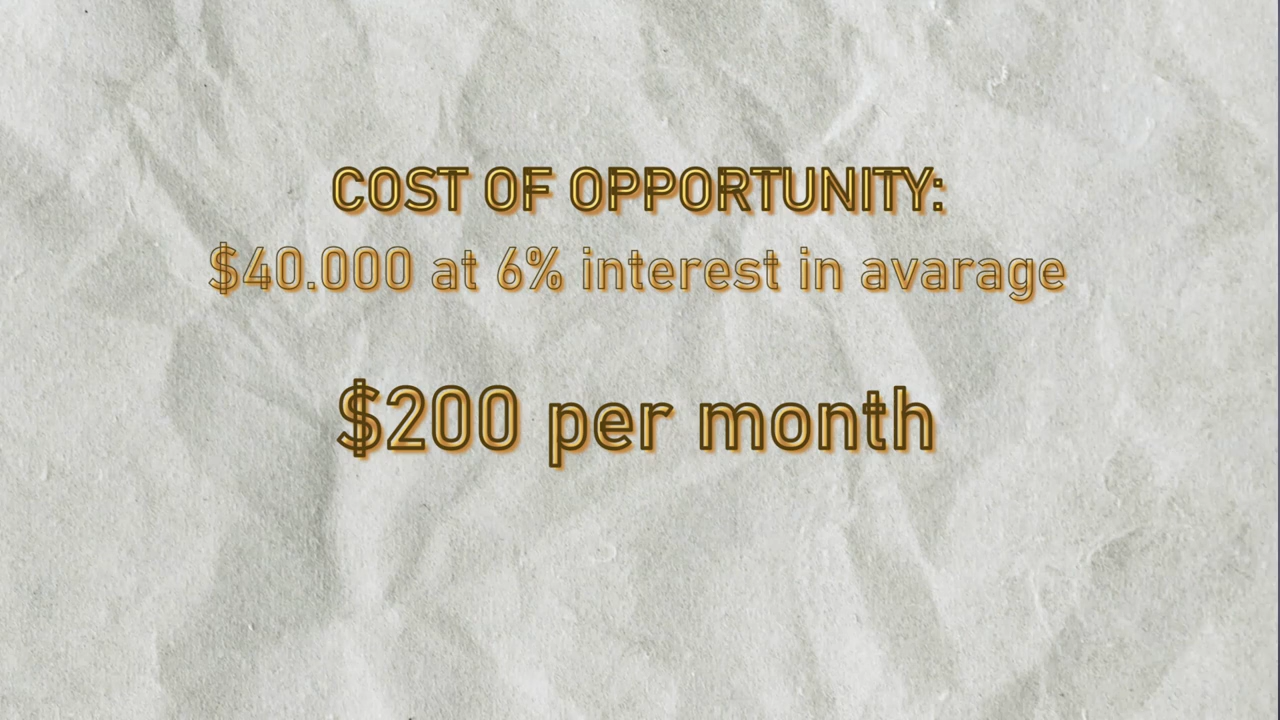 COST OF OPPORTUNITY:
$40.000 at 6% interest in avarage
$200 per month